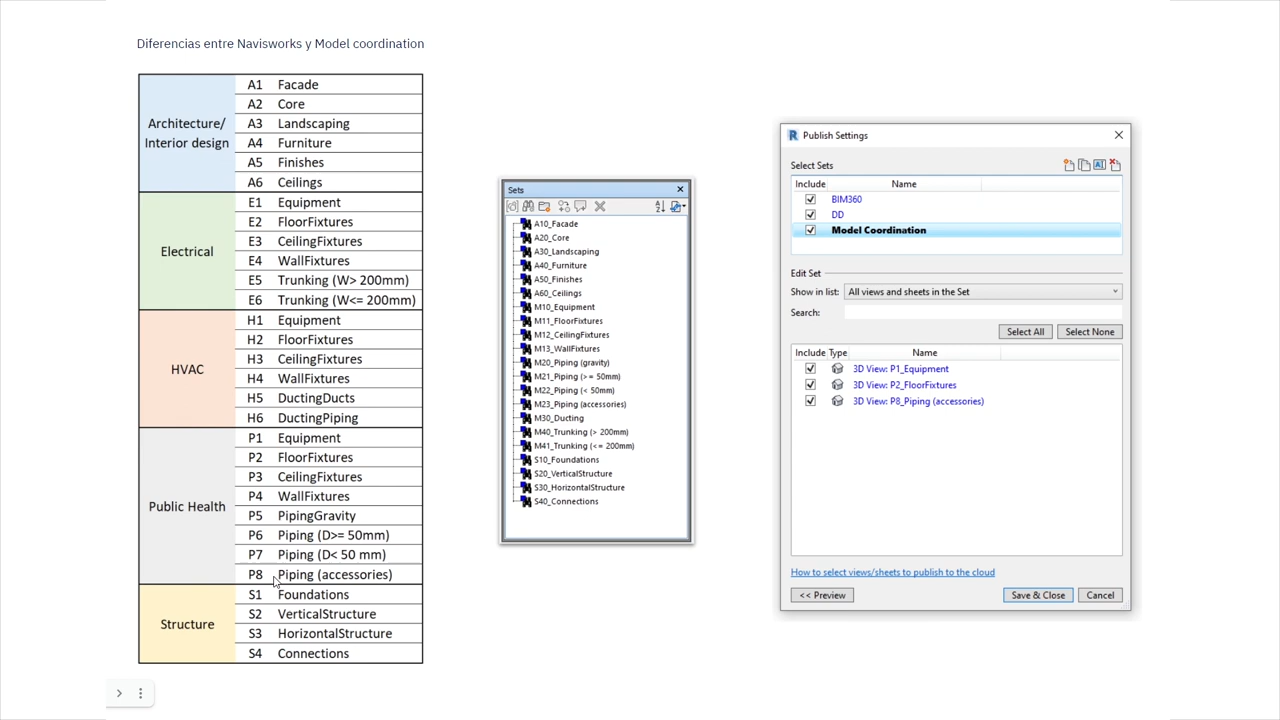 Diferencias entre Navisworks y Model coordination
Architecture/
Interior design
A1 Facade
A2 Core
A3 Landscaping
A4 Furniture
A5 Finishes
A6 Ceilings
Electrical
E1 Equipment
E2 FloorFixtures
E3 CeilingFixtures
E4 WallFixtures
E5 Trunking (W> 200mm)
E6 Trunking (W<= 200mm)
HVAC
H1 Equipment
H2 FloorFixtures
H3 CeilingFixtures
H4 WallFixtures
H5 DuctingDucts
H6 DuctingPiping
Public Health
P1 Equipment
P2 FloorFixtures
P3 CeilingFixtures
P4 WallFixtures
P5 PipingGravity
P6 Piping (D>= 50mm)
P7 Piping (D< 50 mm)
P8 Piping (accessories)
Structure
S1 Foundations
S2 VerticalStructure
S3 HorizontalStructure
S4 Connections
Sets
A10_Facade
A20_Core
A30_Landscaping
A40_Furniture
A50_Finishes
A60_Ceilings
M10_Equipment
M11_FloorFixtures
M12_CeilingFixtures
M13_WallFixtures
M20_Piping (gravity)
M21_Piping (>= 50mm)
M22_Piping (< 50mm)
M23_Piping (accessories)
M30_Ducting
M40_Trunking (> 200mm)
M41_Trunking (<= 200mm)
S10_Foundations
S20_VerticalStructure
S30_HorizontalStructure
S40_Connections
R Publish Settings
Select Sets
Include Name
BIM360
DD
Model Coordination
Edit Set
Show in list: All views and sheets in the Set
Search:
Select All Select None
Include Type Name
3D View: P1_Equipment
3D View: P2_FloorFixtures
3D View: P8_Piping (accessories)
How to select views/sheets to publish to the cloud
<< Preview Save & Close Cancel